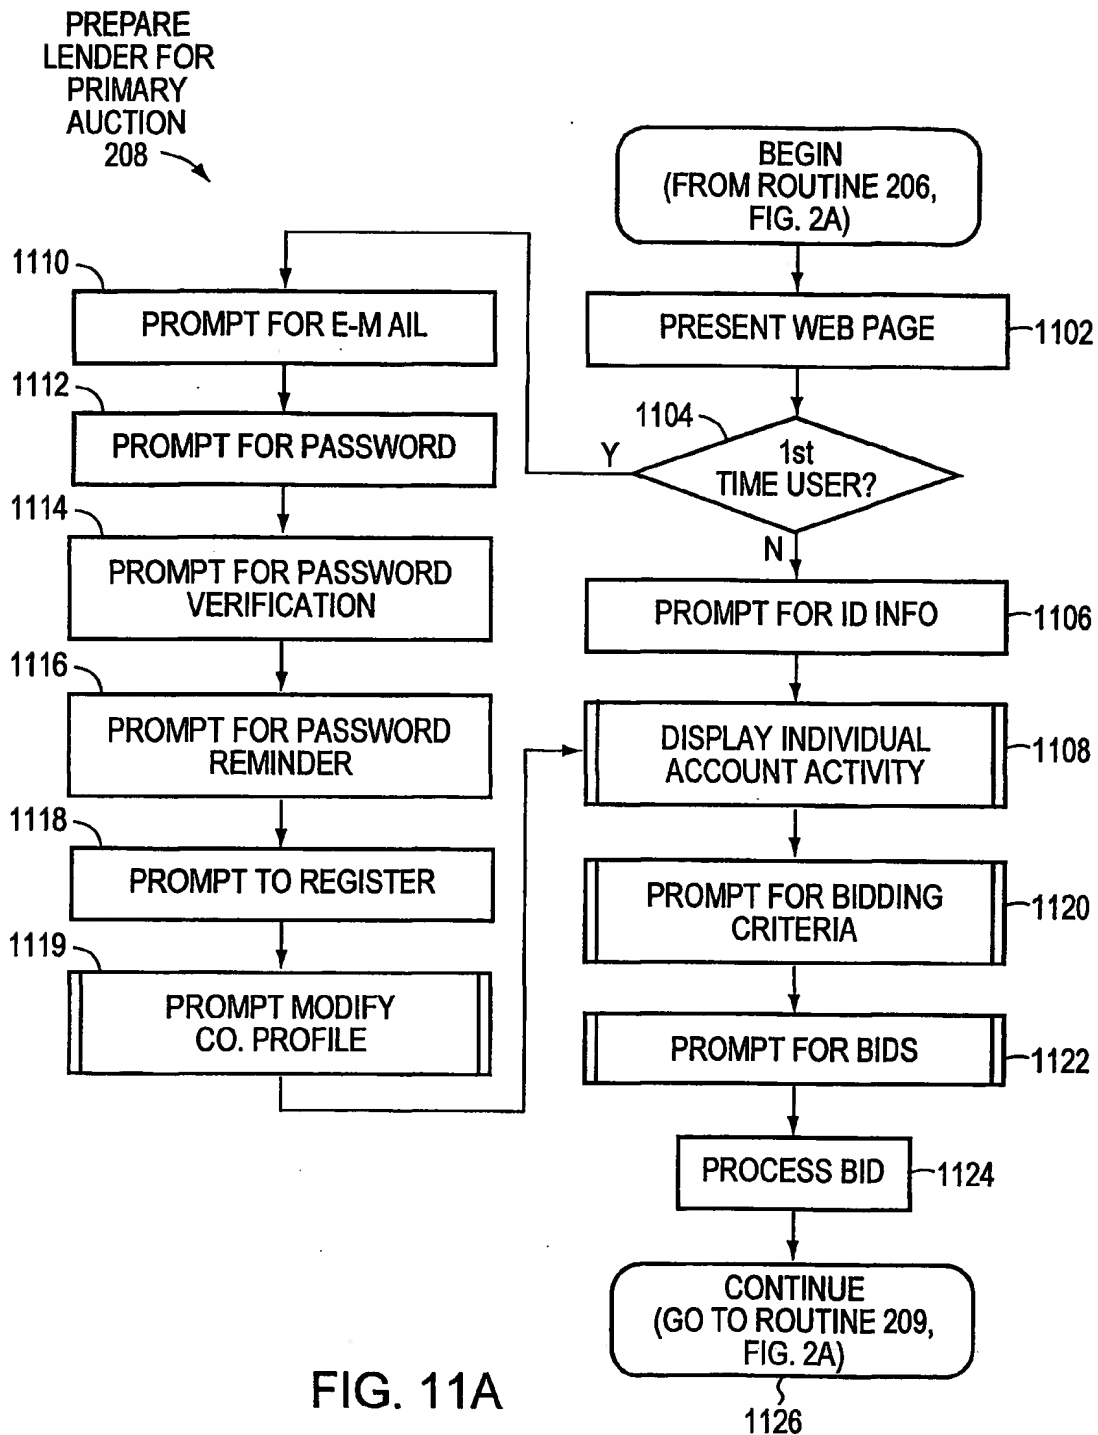 PREPARE
LENDER FOR
PRIMARY
AUCTION
208
BEGIN
(FROM ROUTINE 206,
FIG. 2A)
PRESENT WEB PAGE
1102
1104
1st
TIME USER?
Y
N
1110
PROMPT FOR E-M AIL
1112
PROMPT FOR PASSWORD
1114
PROMPT FOR PASSWORD
VERIFICATION
1116
PROMPT FOR PASSWORD
REMINDER
1118
PROMPT TO REGISTER
1119
PROMPT MODIFY
CO. PROFILE
PROMPT FOR ID INFO
1106
DISPLAY INDIVIDUAL
ACCOUNT ACTIVITY
1108
PROMPT FOR BIDDING
CRITERIA
1120
PROMPT FOR BIDS
1122
PROCESS BID
1124
CONTINUE
(GO TO ROUTINE 209,
FIG. 2A)
1126
FIG. 11A